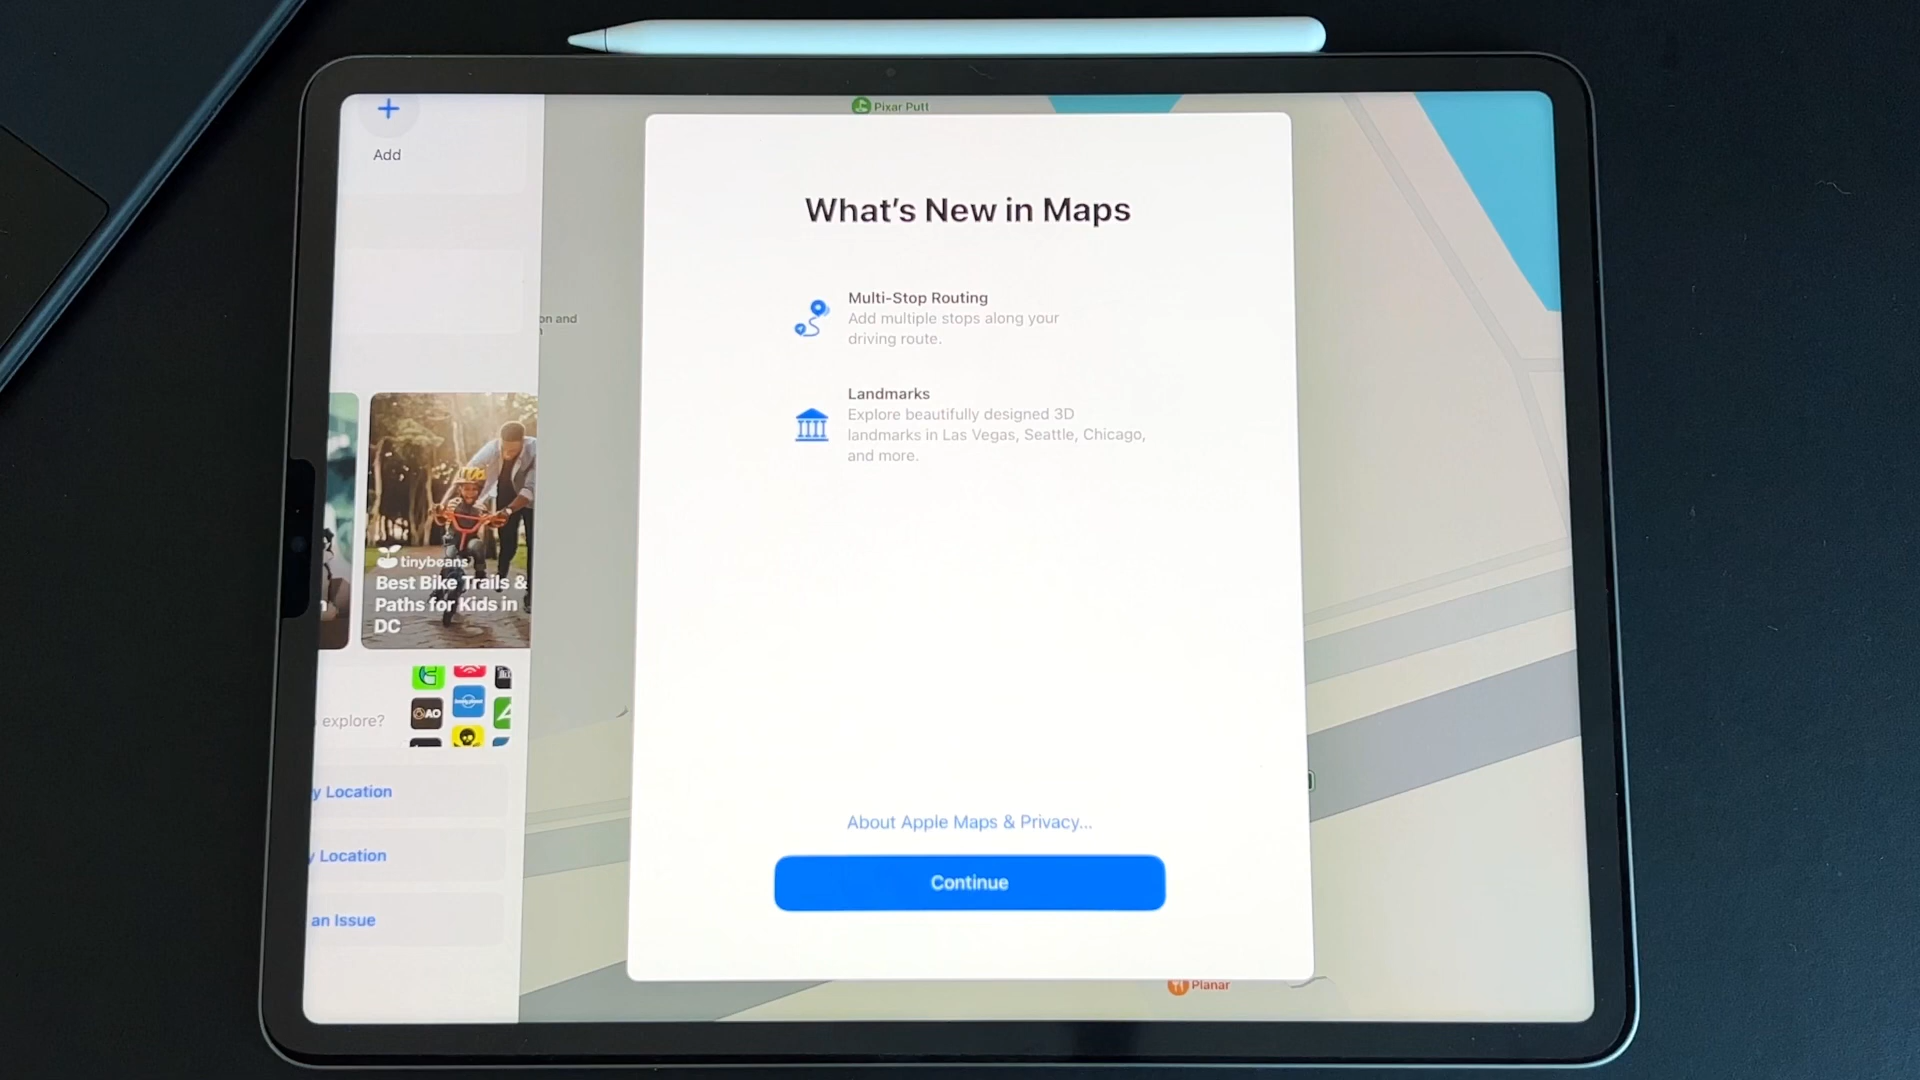 Add
Pixar Putt
on and
What's New in Maps
Multi-Stop Routing
Add multiple stops along your
driving route.
Landmarks
Explore beautifully designed 3D
landmarks in Las Vegas, Seattle, Chicago,
and more.
tinybeans
Best Bike Trails &
Paths for Kids in
DC
explore?
AO
y Location
y Location
an Issue
About Apple Maps & Privacy...
Continue
Planar